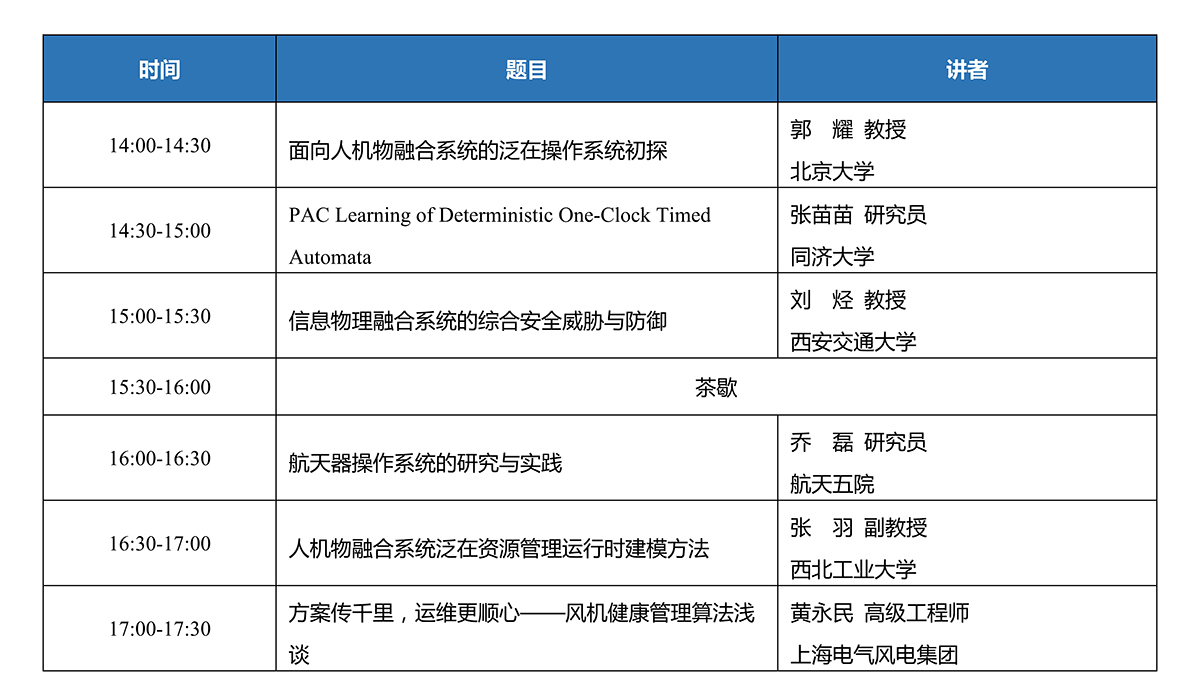 时间 题目 讲者
14:00-14:30
面向人机物融合系统的泛在操作系统初探
郭 耀 教授
北京大学
14:30-15:00
PAC Learning of Deterministic One-Clock Timed
Automata
张苗苗 研究员
同济大学
15:00-15:30
信息物理融合系统的综合安全威胁与防御
刘 烃 教授
西安交通大学
15:30-16:00
茶歇
16:00-16:30
航天器操作系统的研究与实践
乔 磊 研究员
航天五院
16:30-17:00
人机物融合系统泛在资源管理运行时建模方法
张 羽 副教授
西北工业大学
17:00-17:30
方案传千里，运维更顺心——风机健康管理算法浅
谈
黄永民 高级工程师
上海电气风电集团